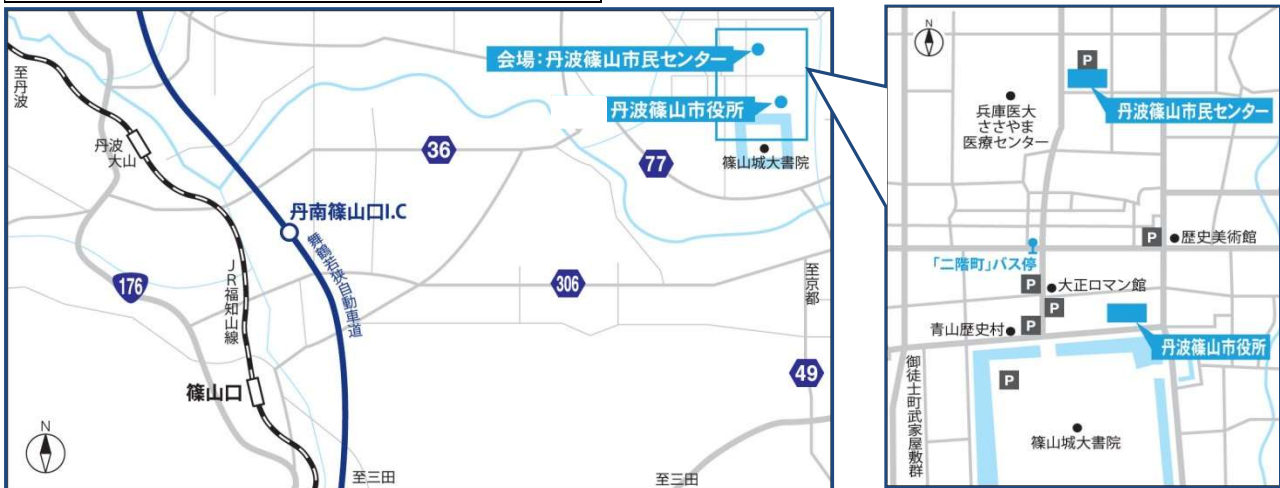 N
至丹波
丹波
大山
会場：丹波篠山市民センター
丹波篠山市役所
篠山城大書院
36
77
丹南篠山口I.C
舞鶴若狭自動車道
JR福知山線
176
306
至京都
49
篠山口
N
至三田
至三田
P
丹波篠山市民センター
兵庫医大
ささやま
医療センター
P
歴史美術館
「二階町」バス停
P
大正ロマン館
P
青山歴史村
P
丹波篠山市役所
御徒士町武家屋敷群
P
篠山城大書院